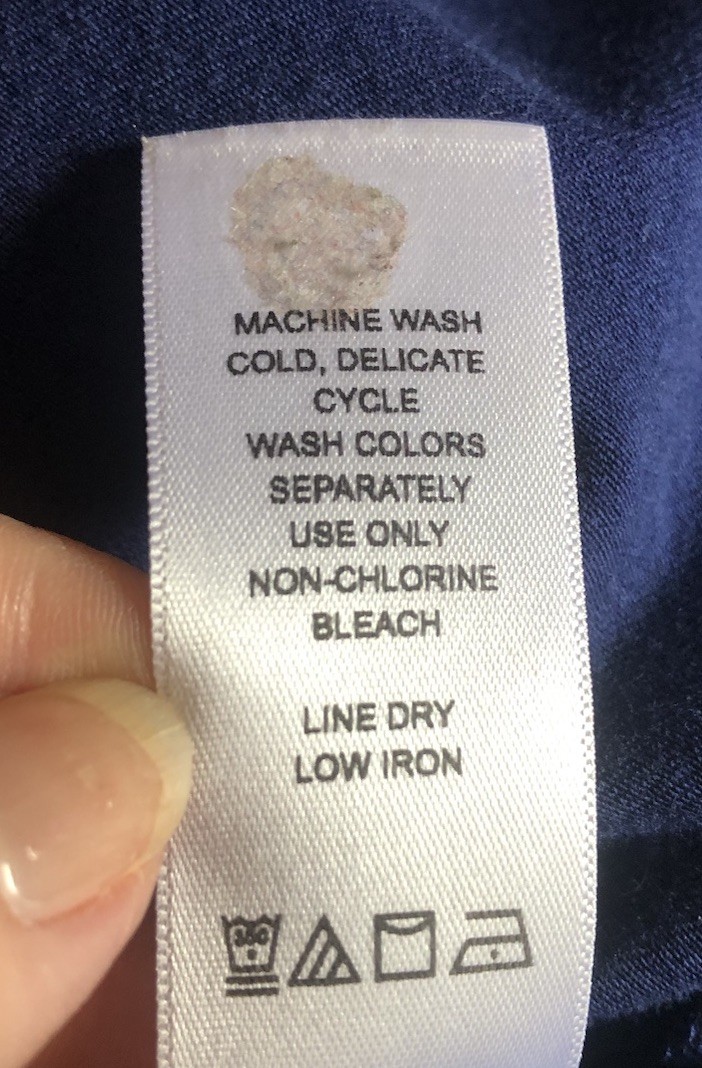 MACHINE WASH
COLD, DELICATE
CYCLE
WASH COLORS
SEPARATELY
USE ONLY
NON-CHLORINE
BLEACH
LINE DRY
LOW IRON